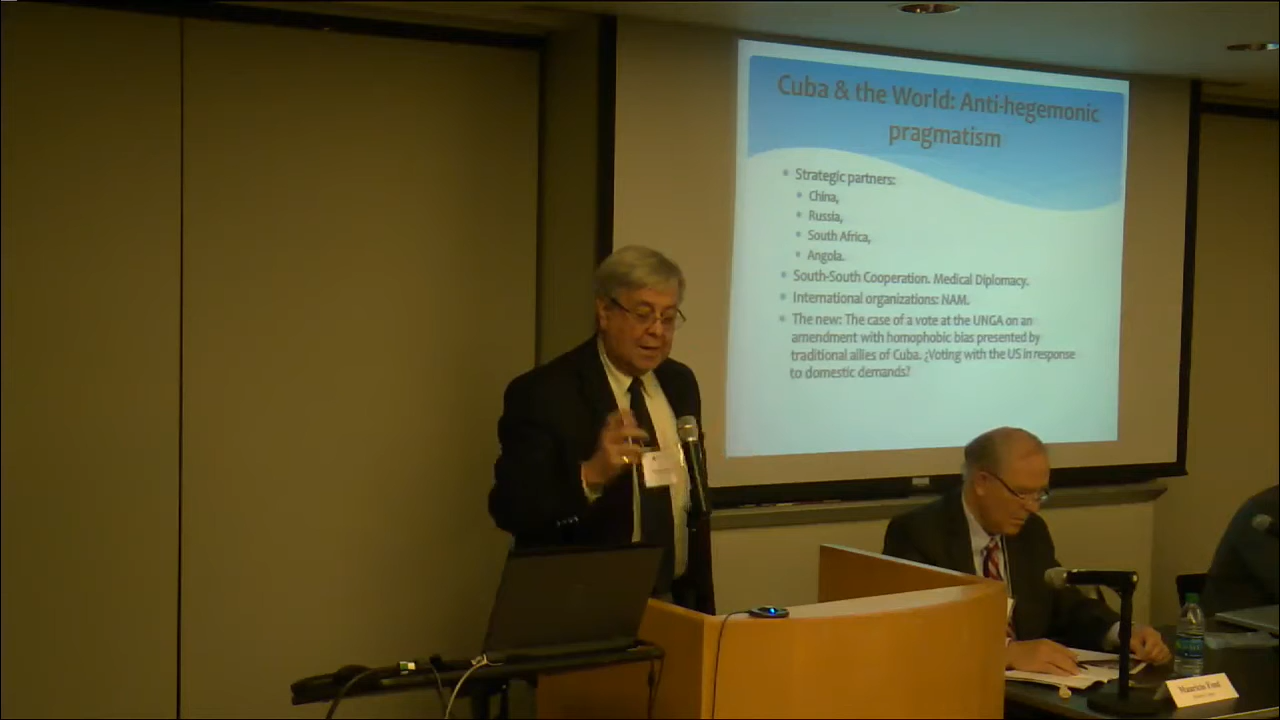 Cuba & the World: Anti-hegemonic
pragmatism
• Strategic partners:
• China,
• Russia,
• South Africa,
• Angola.
• South-South Cooperation. Medical Diplomacy.
• International organizations: NAM.
• The new: The case of a vote at the UNGA on an
amendment with homophobic bias presented by
traditional allies of Cuba. ¿Voting with the US in response
to domestic demands?
Mauricio Font